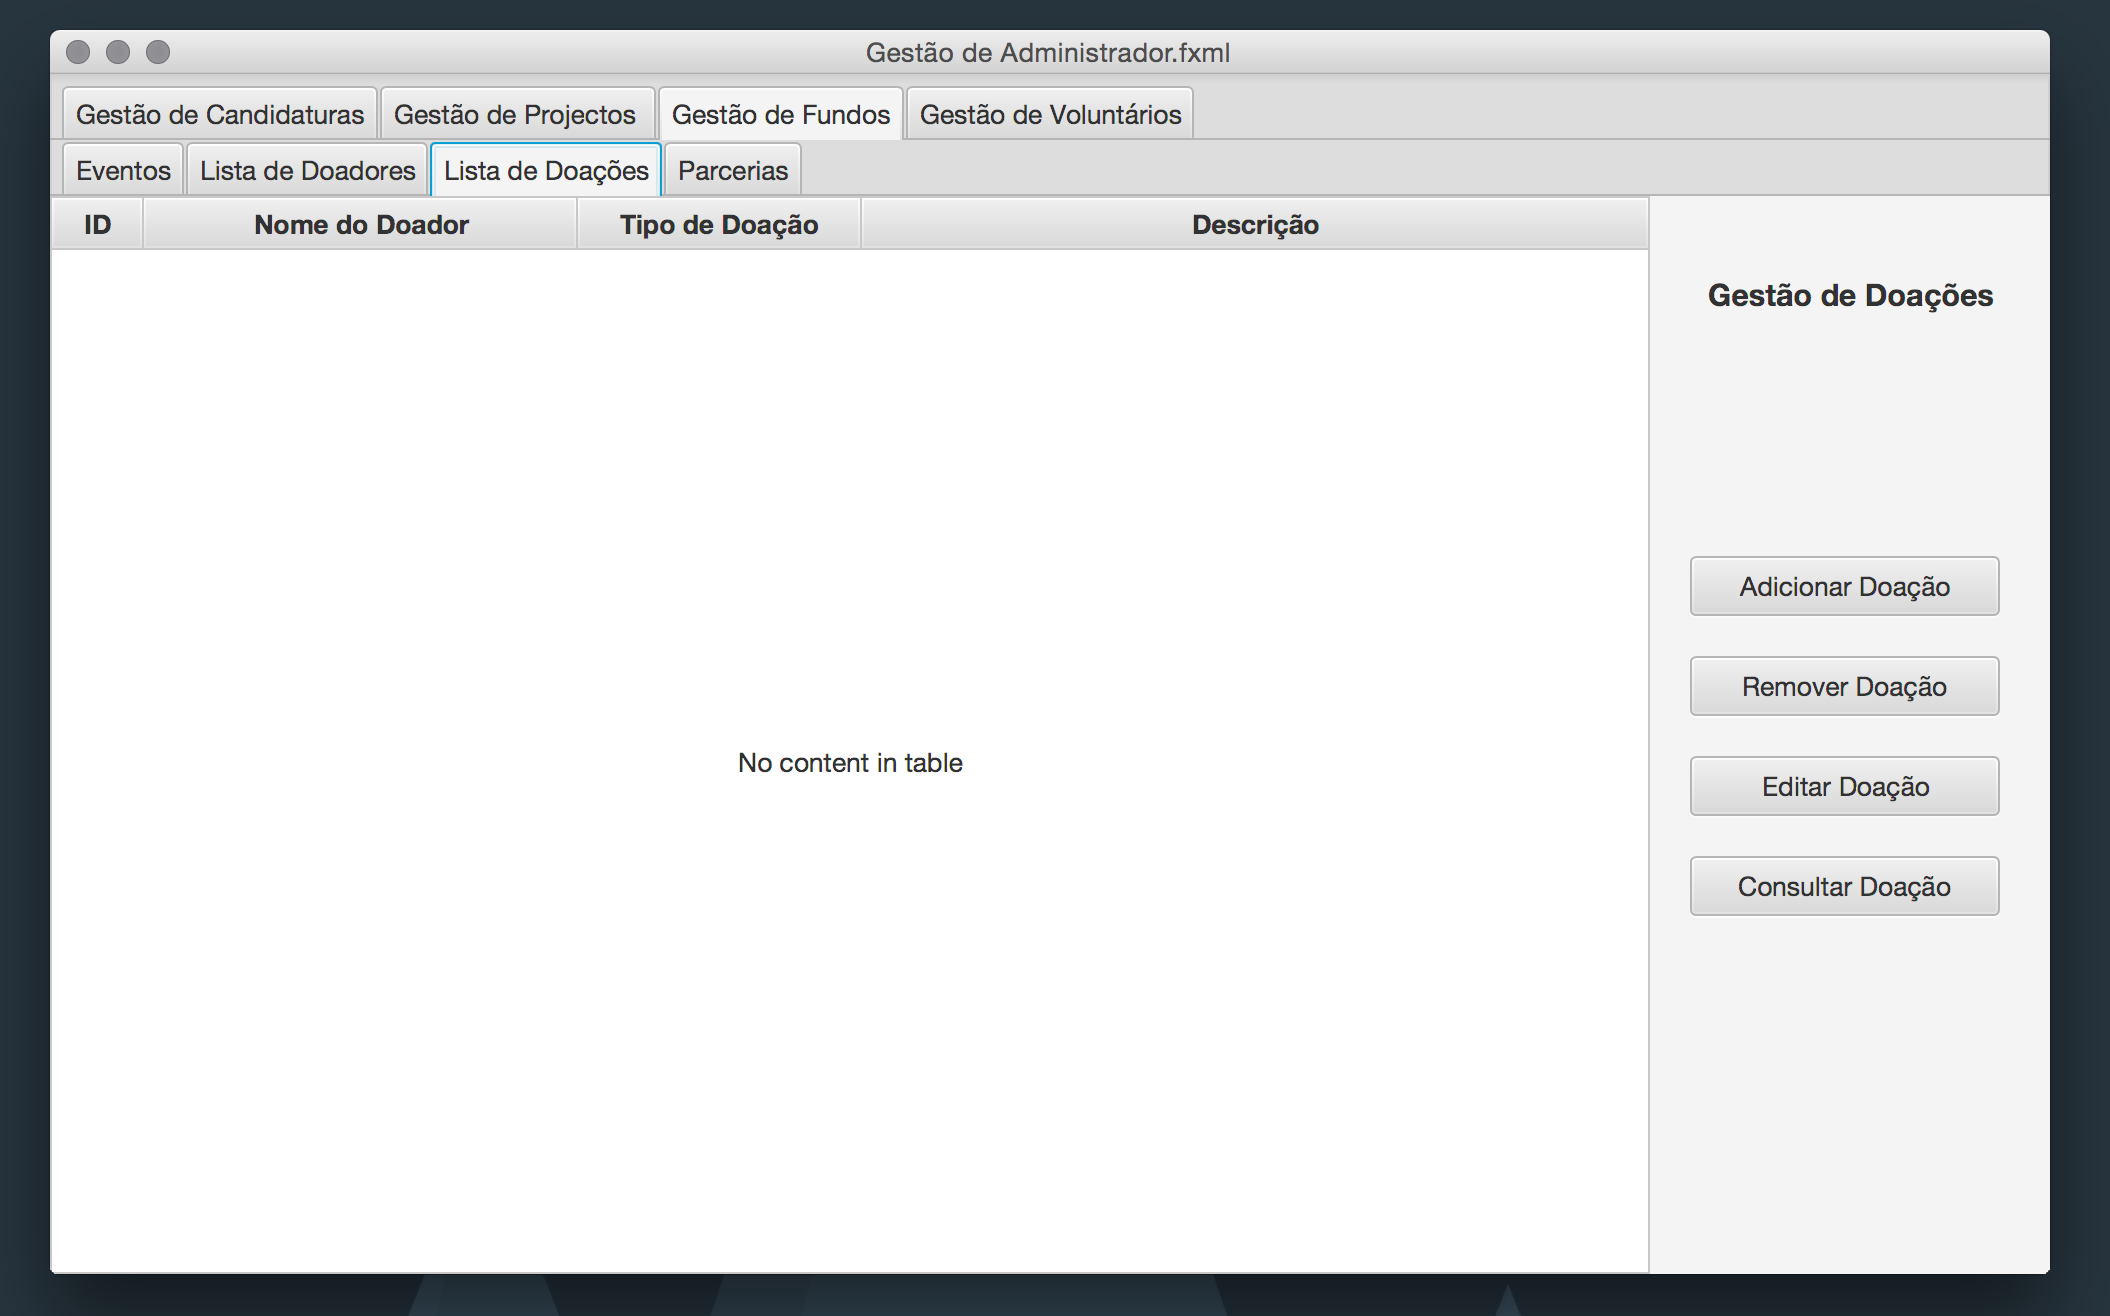 Gestão de Administrador.fxml
Gestão de Candidaturas Gestão de Projectos Gestão de Fundos Gestão de Voluntários
Eventos Lista de Doadores Lista de Doações Parcerias
ID Nome do Doador Tipo de Doação Descrição
Gestão de Doações
Adicionar Doação
Remover Doação
No content in table
Editar Doação
Consultar Doação